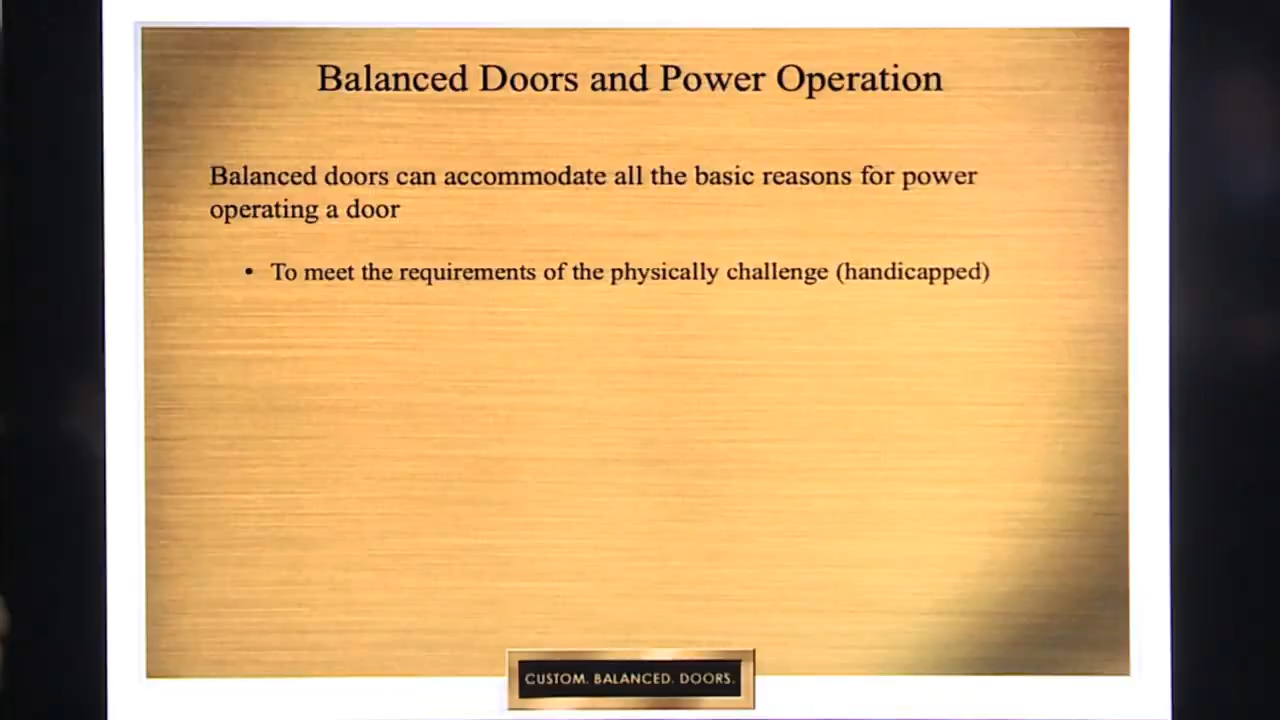 Balanced Doors and Power Operation
Balanced doors can accommodate all the basic reasons for power
operating a door
• To meet the requirements of the physically challenge (handicapped)
CUSTOM. BALANCED. DOORS.